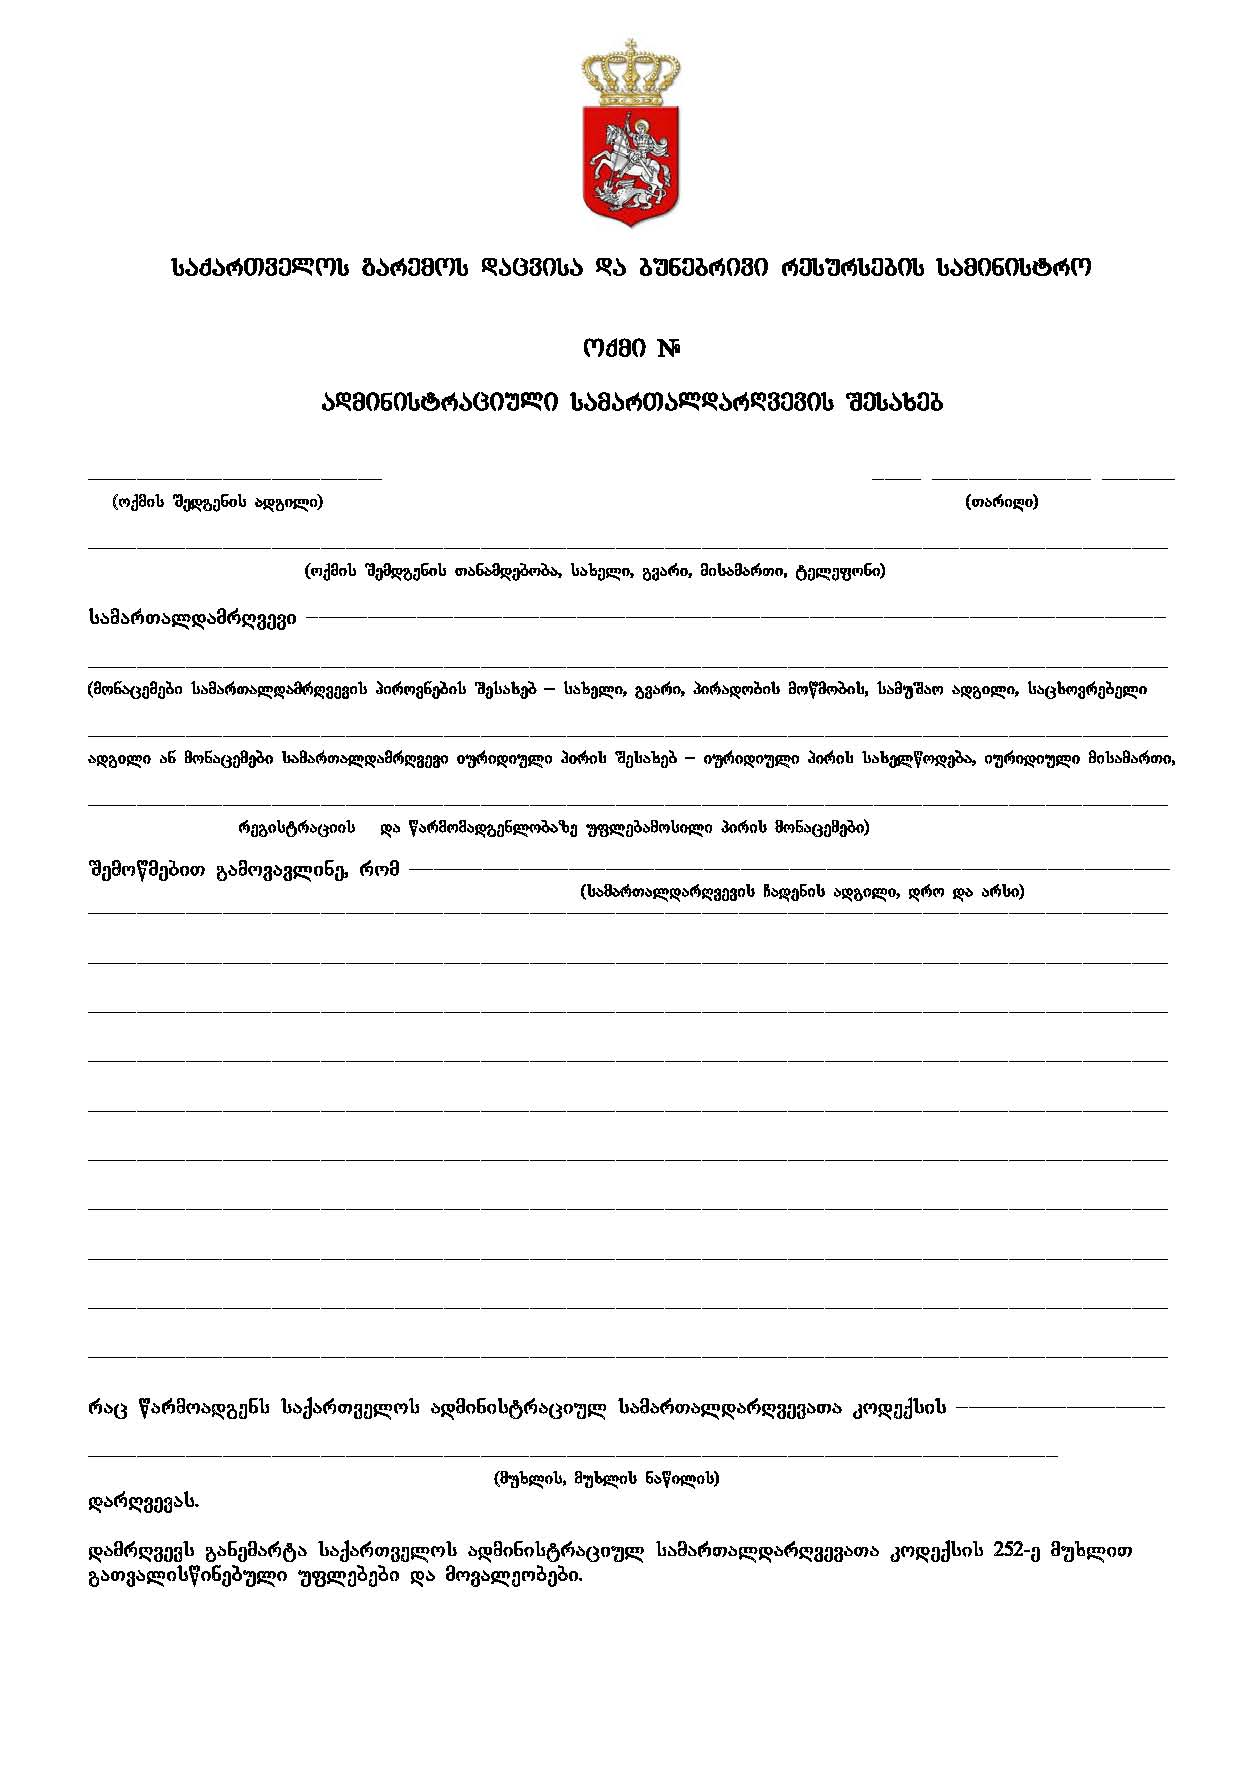 საქართველოს გარემოს დაცვისა და ბუნებრივი რესურსების სამინისტრო
ოქმი №
ადმინისტრაციული სამართალდარღვევის შესახებ
(ოქმის შედგენის ადგილი) (თარიღი)
(ოქმის შემდგენის თანამდებობა, სახელი, გვარი, მისამართი, ტელეფონი)
სამართალდამრღვევი
(მონაცემები სამართალდამრღვევის პიროვნების შესახებ – სახელი, გვარი, პირადობის მოწმობის, სამუშაო ადგილი, საცხოვრებელი
ადგილი ან მონაცემები სამართალდამრღვევი იურიდიული პირის შესახებ – იურიდიული პირის სახელწოდება, იურიდიული მისამართი,
რეგისტრაციის და წარმომადგენლობაზე უფლებამოსილი პირის მონაცემები)
შემოწმებით გამოვავლინე, რომ
(სამართალდარღვევის ჩადენის ადგილი, დრო და არსი)
რაც წარმოადგენს საქართველოს ადმინისტრაციულ სამართალდარღვევათა კოდექსის
(მუხლის, მუხლის ნაწილის)
დარღვევას.
დამრღვევს განემარტა საქართველოს ადმინისტრაციულ სამართალდარღვევათა კოდექსის 252-ე მუხლით
გათვალისწინებული უფლებები და მოვალეობები.